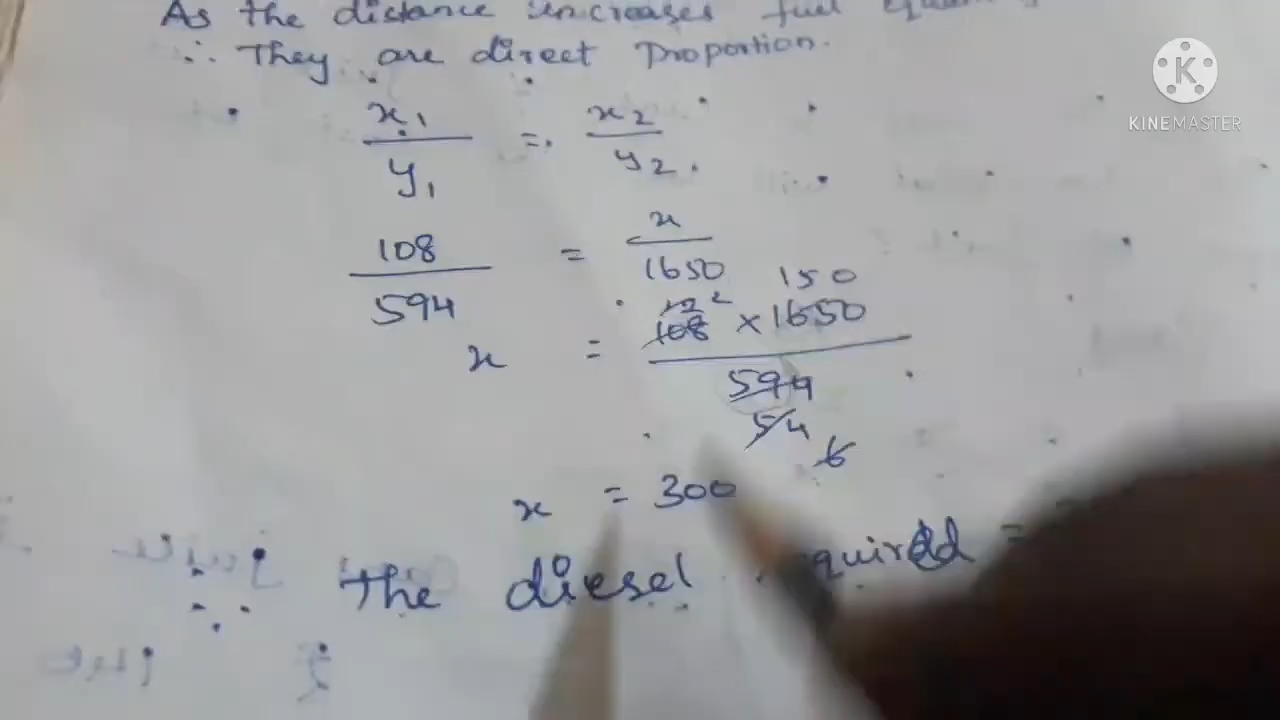 As the distance increases fuel
∴ They are direct Proportion.
x₁/y₁ = x₂/y₂
108/594 = x/1650
150
12 2
x = 108 × 1650 / 594
54
6
x = 300
∴ The diesel =
KINEMASTER